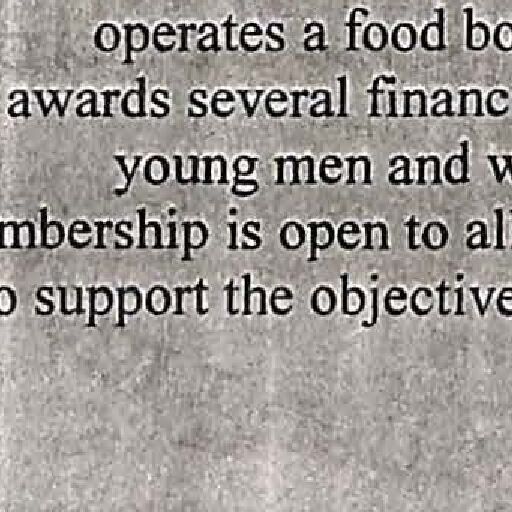 operates a food bo
awards several financ
young men and w
mbership is open to al
o support the objective